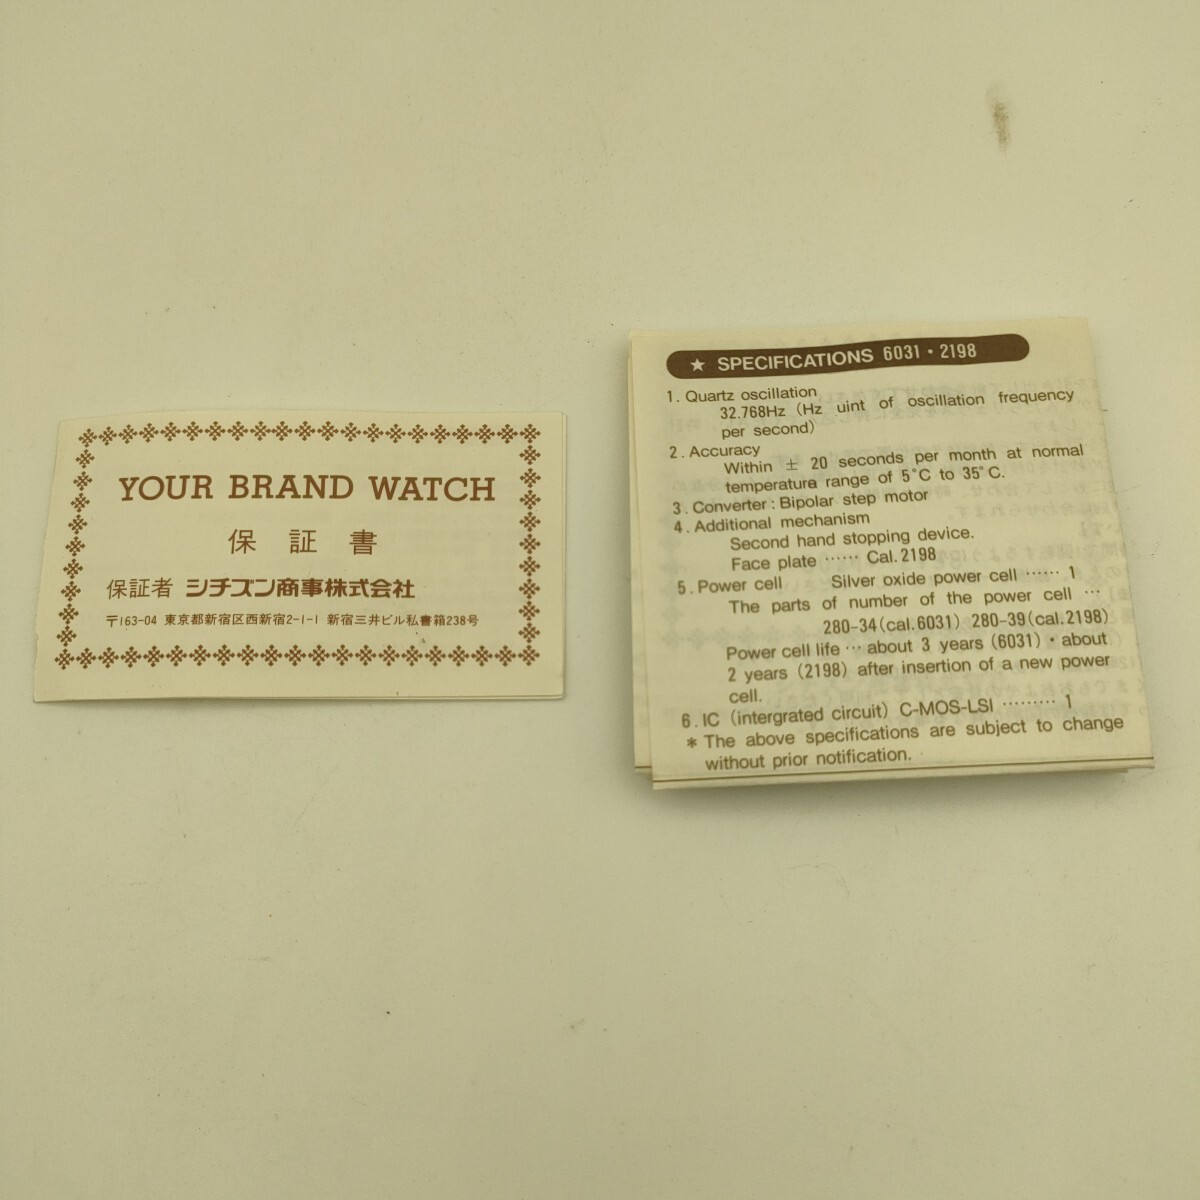 YOUR BRAND WATCH
保証書
保証者 シチズン商事株式会社
〒163-04 東京都新宿区西新宿2-1-1 新宿三井ビル私書箱238号
★ SPECIFICATIONS 6031・2198
1. Quartz oscillation
32.768Hz (Hz uint of oscillation frequency
per second)
2. Accuracy
Within ± 20 seconds per month at normal
temperatura range of 5°C to 35°C.
3. Converter: Bipolar step motor
4. Additional mechanism
Second hand stopping device.
Face plate …… Cal. 2198
5. Power cell Silver oxide power cell …… 1
The parts of number of the power cell …
280-34(cal.6031) 280-39(cal.2198)
Power cell life … about 3 years (6031)・about
2 years (2198) after insertion of a new power
cell.
6. IC (intergrated circuit) C-MOS-LSI ……… 1
* The above specifications are subject to change
without prior notification.